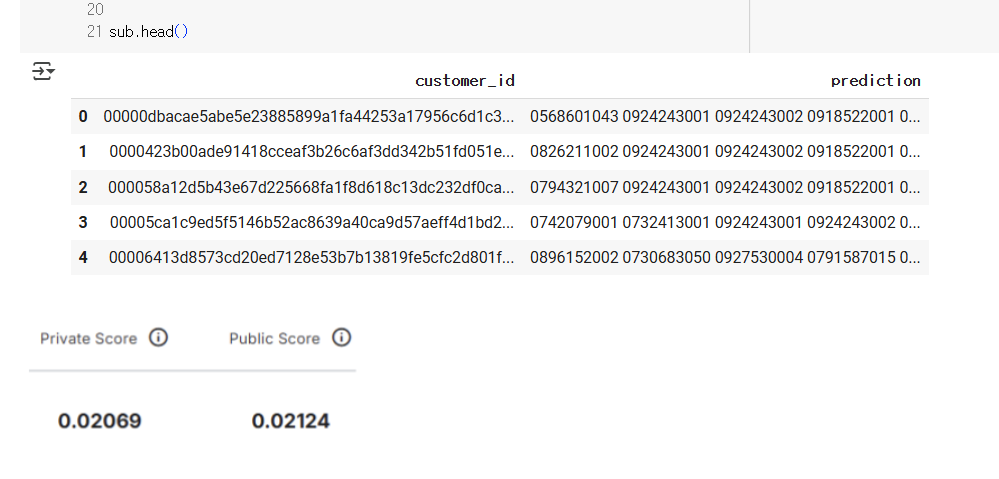 20
21 sub.head()
customer_id prediction
0 00000dbacae5abe5e23885899a1fa44253a17956c6d1c3... 0568601043 0924243001 0924243002 0918522001 0...
1 0000423b00ade91418cceaf3b26c6af3dd342b51fd051e... 0826211002 0924243001 0924243002 0918522001 0...
2 000058a12d5b43e67d225668fa1f8d618c13dc232df0ca... 0794321007 0924243001 0924243002 0918522001 0...
3 00005ca1c9ed5f5146b52ac8639a40ca9d57aeff4d1bd2... 0742079001 0732413001 0924243001 0924243002 0...
4 00006413d8573cd20ed7128e53b7b13819fe5cfc2d801f... 0896152002 0730683050 0927530004 0791587015 0...
Private Score Public Score
0.02069 0.02124